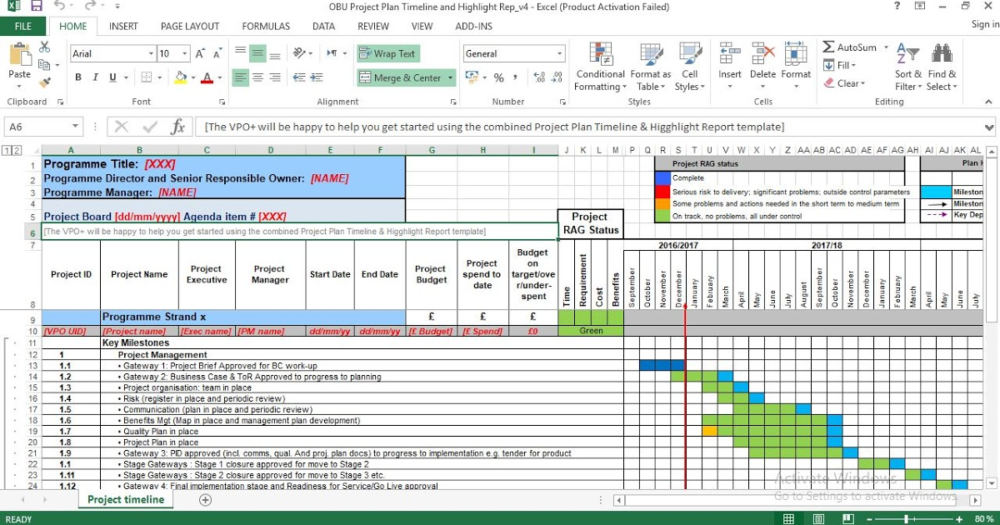 OBU Project Plan Timeline and Highlight Rep_v4 - Excel (Product Activation Failed)
FILE HOME INSERT PAGE LAYOUT FORMULAS DATA REVIEW VIEW ADD-INS Sign in
Paste
Arial 10
B I U
Wrap Text
Merge & Center
General
%
Conditional Formatting
Format as Table
Cell Styles
Insert
Delete
Format
AutoSum
Fill
Clear
Sort & Filter
Find & Select
Clipboard Font Alignment Number Styles Cells Editing
A6 fx [The VPO+ will be happy to help you get started using the combined Project Plan Timeline & Higghlight Report template]
1 2
A B C D E F G H I J K L M P Q R S T U V W X Y Z AA AB AC AD AE AF AG AH AI AJ AK AL
1 Programme Title: [XXX]
2 Programme Director and Senior Responsible Owner: [NAME]
3 Programme Manager: [NAME]
4
5 Project Board [dd/mm/yyyy] Agenda item # [XXX]
6 [The VPO+ will be happy to help you get started using the combined Project Plan Timeline & Higghlight Report template]
Project RAG status
Complete
Serious risk to delivery; significant problems; outside control parameters
Some problems and actions needed in the short term to medium term
On track, no problems, all under control
Plan
Mileston
Mileston
Key Dep
Project
RAG Status
7 2016/2017 2017/18
8 Project ID
Project Name
Project Executive
Project Manager
Start Date
End Date
Project Budget
Project spend to date
Budget on target/ove r/under-spent
Time
Requirement
Cost
Benefits
September October November December January February March April May June July August September October November December January February March April May June July
9 Programme Strand x £ £ £
10 [VPO UID] [Project name] [Exec name] [PM name] dd/mm/yy dd/mm/yy [£ Budget] [£ Spend] £0 Green
11 Key Milestones
12 1 Project Management
13 1.1 • Gateway 1: Project Brief Approved for BC work-up
14 1.2 • Gateway 2: Business Case & ToR Approved to progress to planning
15 1.3 • Project organisation: team in place
16 1.4 • Risk (register in place and periodic review)
17 1.5 • Communication (plan in place and periodic review)
18 1.6 • Benefits Mgt (Map in place and management plan development)
19 1.7 • Quality Plan in place
20 1.8 • Project Plan in place
21 1.9 • Gateway 3: PID approved (incl. comms, qual. And proj. plan docs) to progress to implementation e.g. tender for product
22 1.1 • Stage Gateways : Stage 1 closure approved for move to Stage 2
23 1.11 • Stage Gateways : Stage 2 closure approved for move to Stage 3 etc.
24 1.12 • Gateway 4: Final implementation stage and Readiness for Service/Go Live approval
Activate Windows
Go to Settings to activate Windows.
Project timeline
READY 80 %